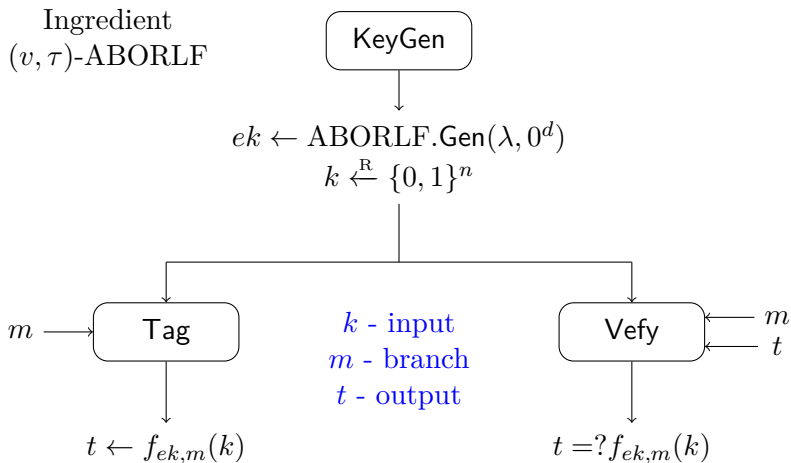 Ingredient
(v, τ)-ABORLF
KeyGen
ek ← ABORLF.Gen(λ, 0^d)
k ←^R {0, 1}^n
m
Tag
k - input
m - branch
t - output
Vefy
m
t
t ← f_{ek,m}(k)
t =?f_{ek,m}(k)